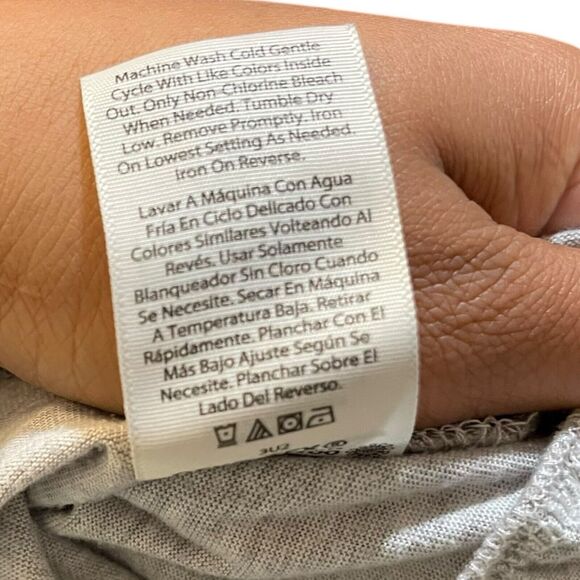 Machine Wash Cold Gentle
Cycle With Like Colors Inside
Out. Only Non-Chlorine Bleach
When Needed. Tumble Dry
Low. Remove Promptly. Iron
On Lowest Setting As Needed.
Iron On Reverse.
Lavar A Máquina Con Agua
Fría En Ciclo Delicado Con
Colores Similares Volteando Al
Revés. Usar Solamente
Blanqueador Sin Cloro Cuando
Se Necesite. Secar En Máquina
A Temperatura Baja. Retirar
Rápidamente. Planchar Con El
Más Bajo Ajuste Según Se
Necesite. Planchar Sobre El
Lado Del Reverso.
3U2